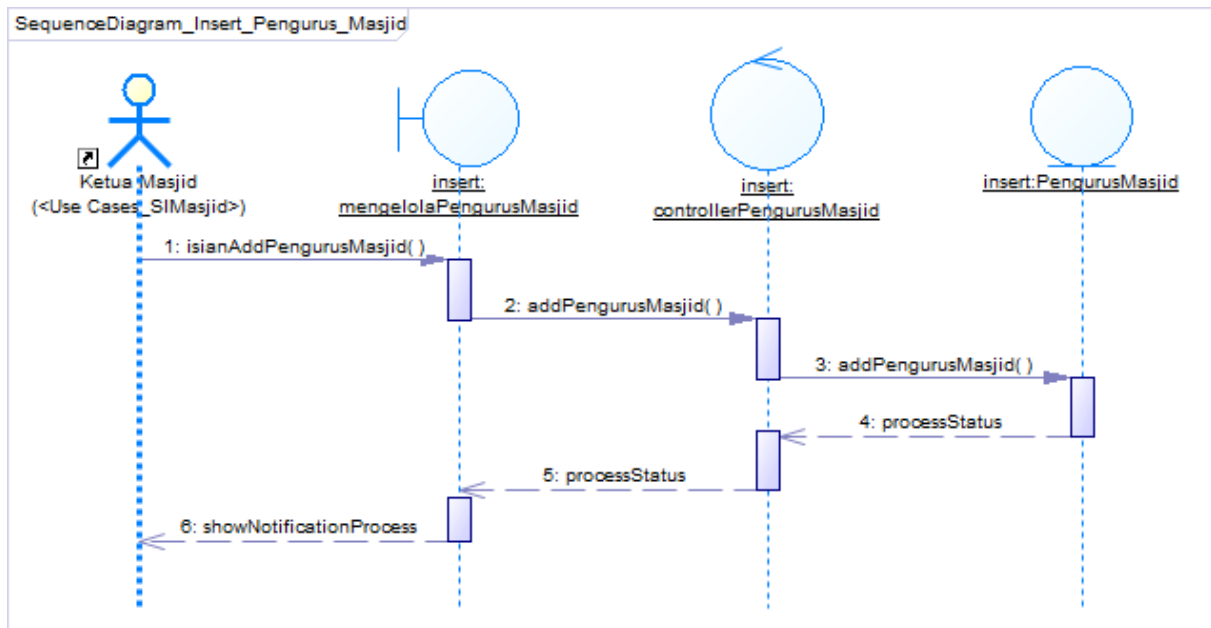 SequenceDiagram_Insert_Pengurus_Masjid
Ketua Masjid
(<Use Cases_SIMasjid>)
insert:
mengelolaPengurusMasjid
insert:
controllerPengurusMasjid
insert:PengurusMasjid
1: isianAddPengurusMasjid( )
2: addPengurusMasjid( )
3: addPengurusMasjid( )
4: processStatus
5: processStatus
6: showNotificationProcess